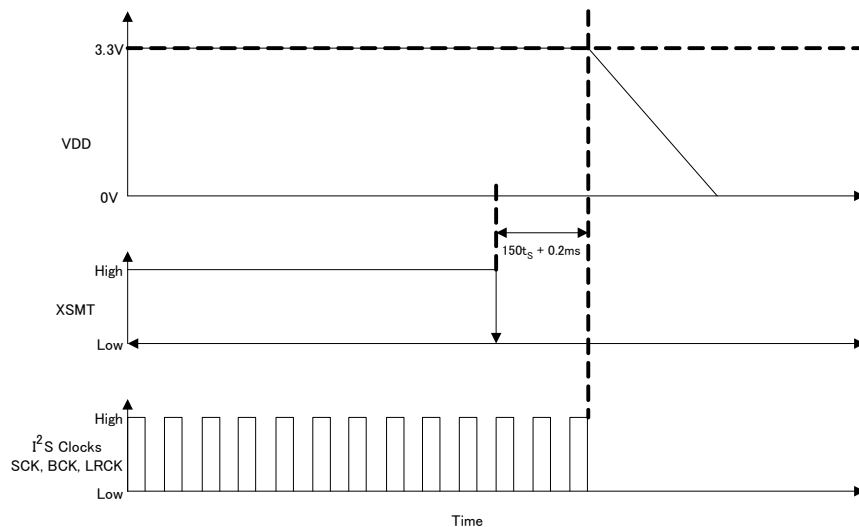 3.3V
VDD
0V
150tS + 0.2ms
High
XSMT
Low
High
I2S Clocks
SCK, BCK, LRCK
Low
Time